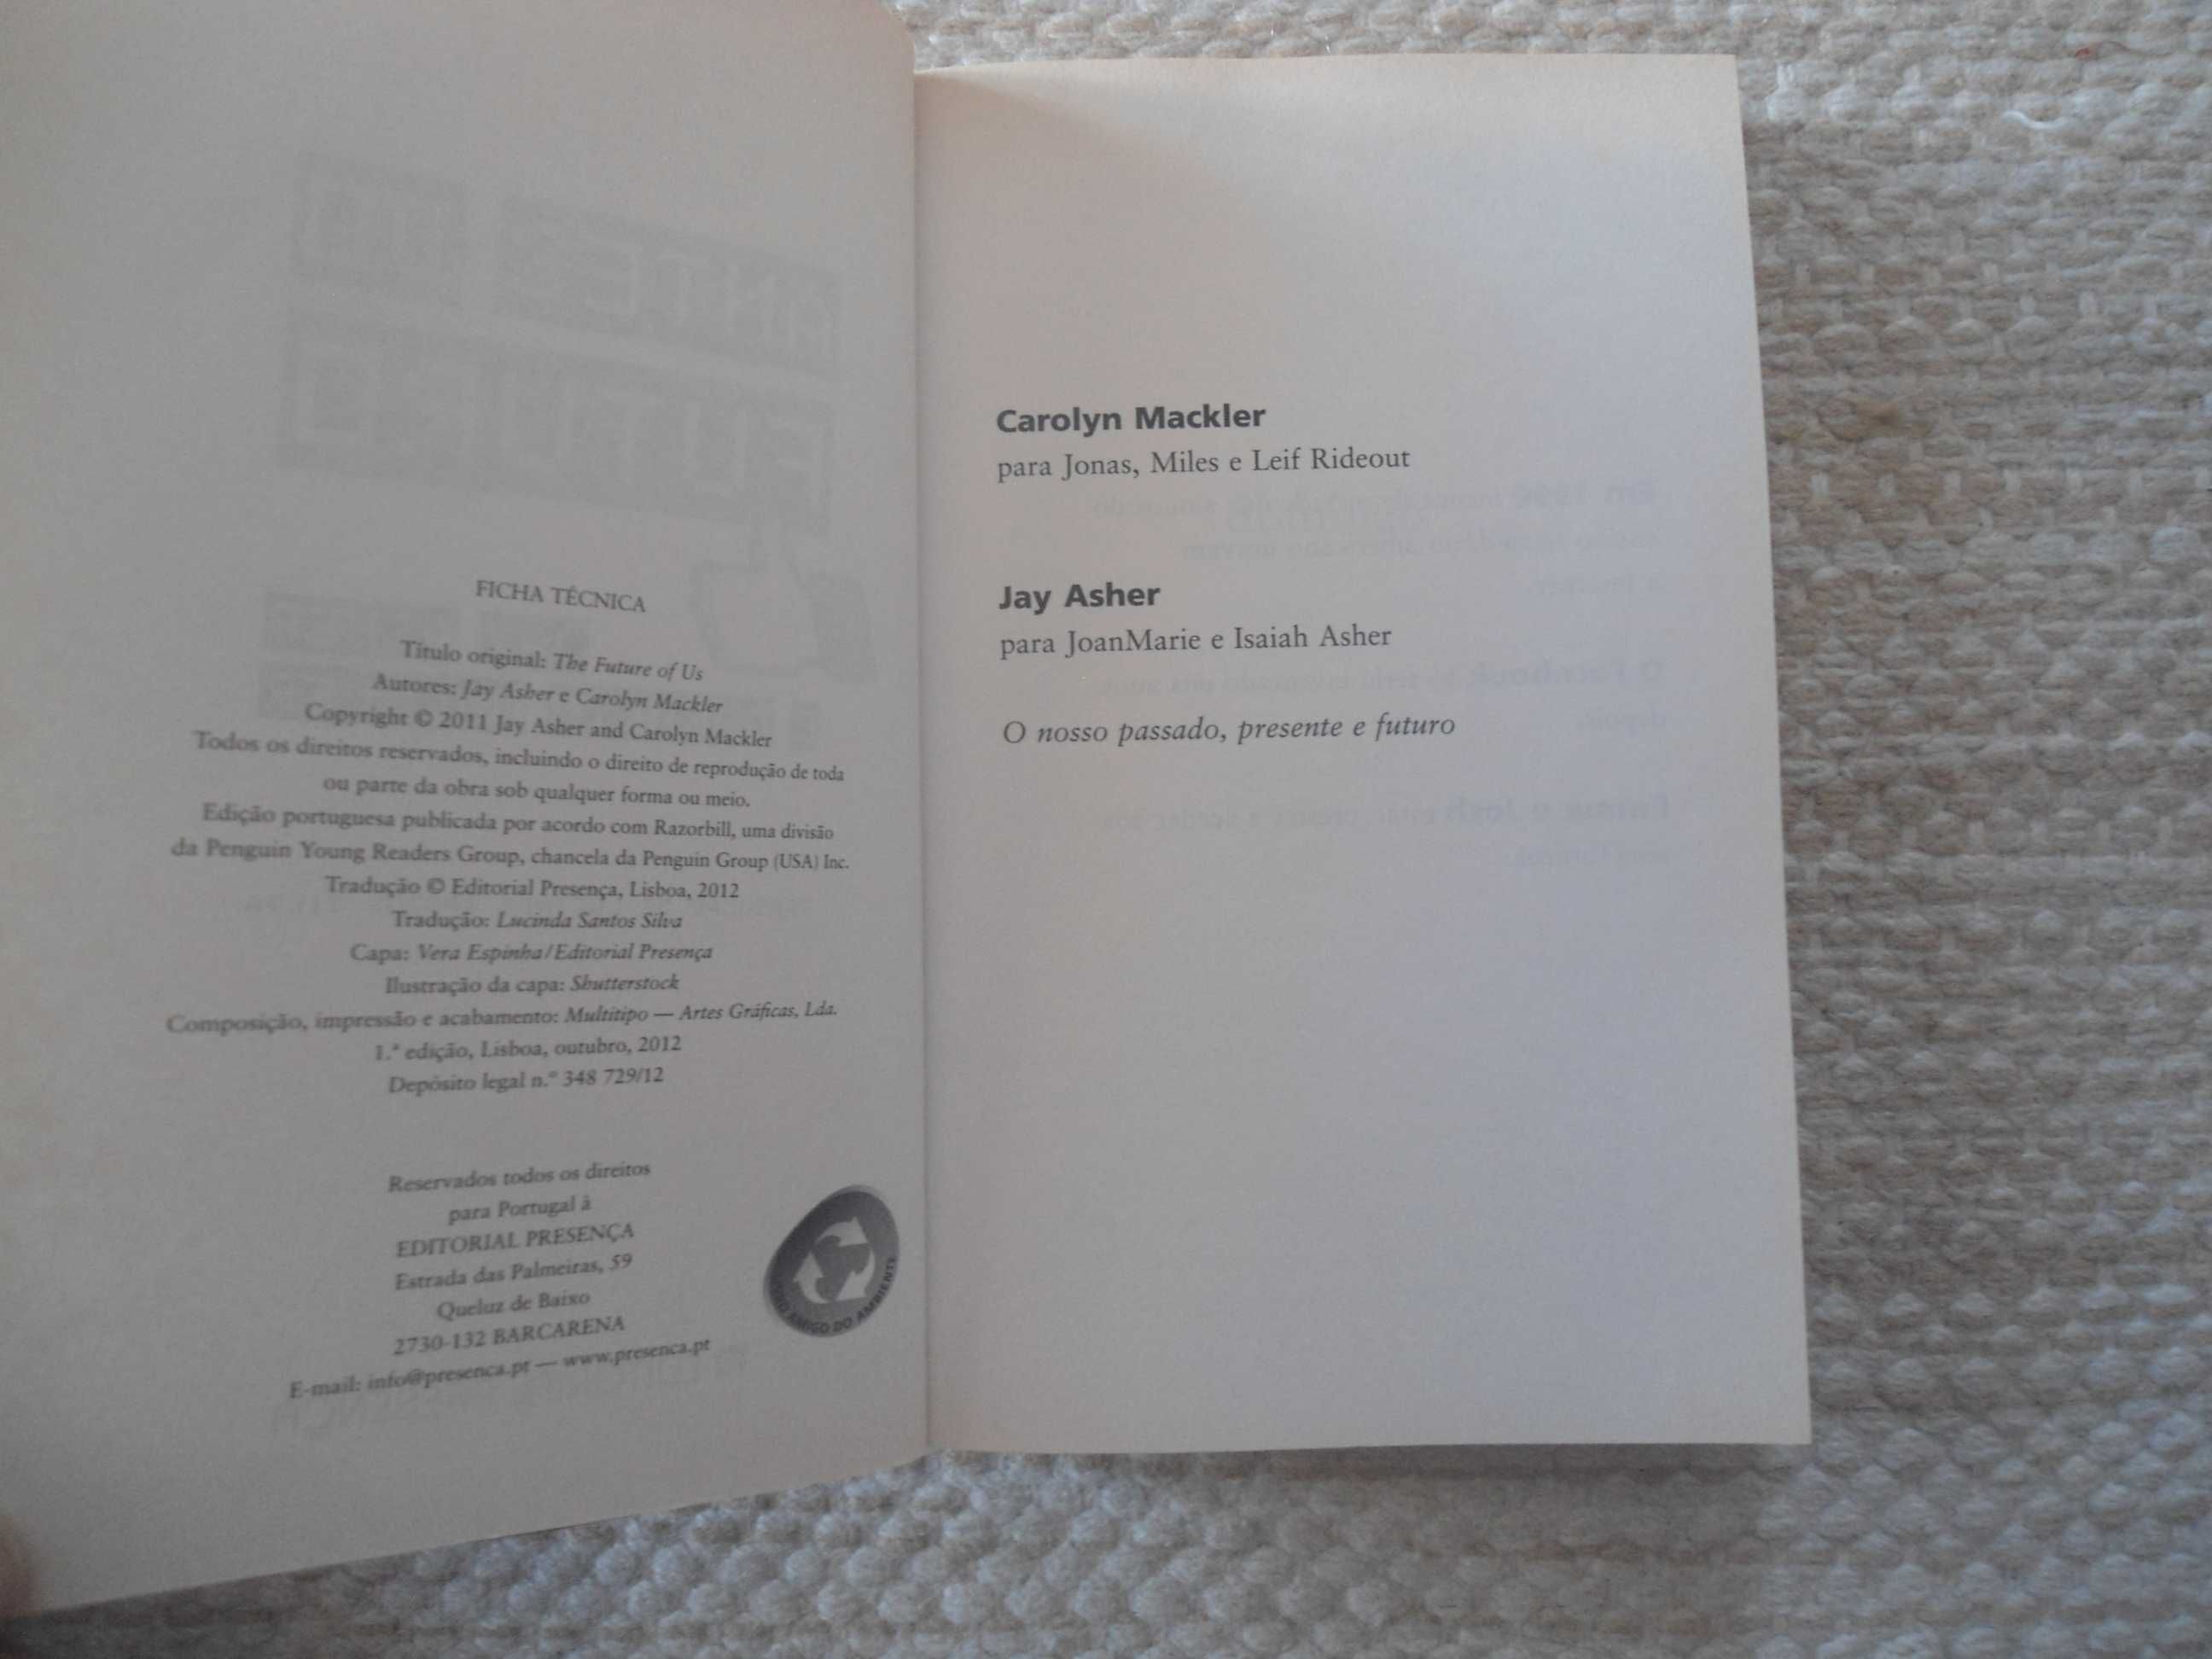 FICHA TÉCNICA
Título original: The Future of Us
Autores: Jay Asher e Carolyn Mackler
Copyright © 2011 Jay Asher and Carolyn Mackler
Todos os direitos reservados, incluindo o direito de reprodução de toda
ou parte da obra sob qualquer forma ou meio.
Edição portuguesa publicada por acordo com Razorbill, uma divisão
da Penguin Young Readers Group, chancela da Penguin Group (USA) Inc.
Tradução © Editorial Presença, Lisboa, 2012
Tradução: Lucinda Santos Silva
Capa: Vera Espinha/Editorial Presença
Ilustração da capa: Shutterstock
Composição, impressão e acabamento: Multitipo — Artes Gráficas, Lda.
1.ª edição, Lisboa, outubro, 2012
Depósito legal n.º 348 729/12
Reservados todos os direitos
para Portugal à
EDITORIAL PRESENÇA
Estrada das Palmeiras, 59
Queluz de Baixo
2730-132 BARCARENA
E-mail: info@presenca.pt — www.presenca.pt
AMIGO DO AMBIENTE
Carolyn Mackler
para Jonas, Miles e Leif Rideout
Jay Asher
para JoanMarie e Isaiah Asher
O nosso passado, presente e futuro